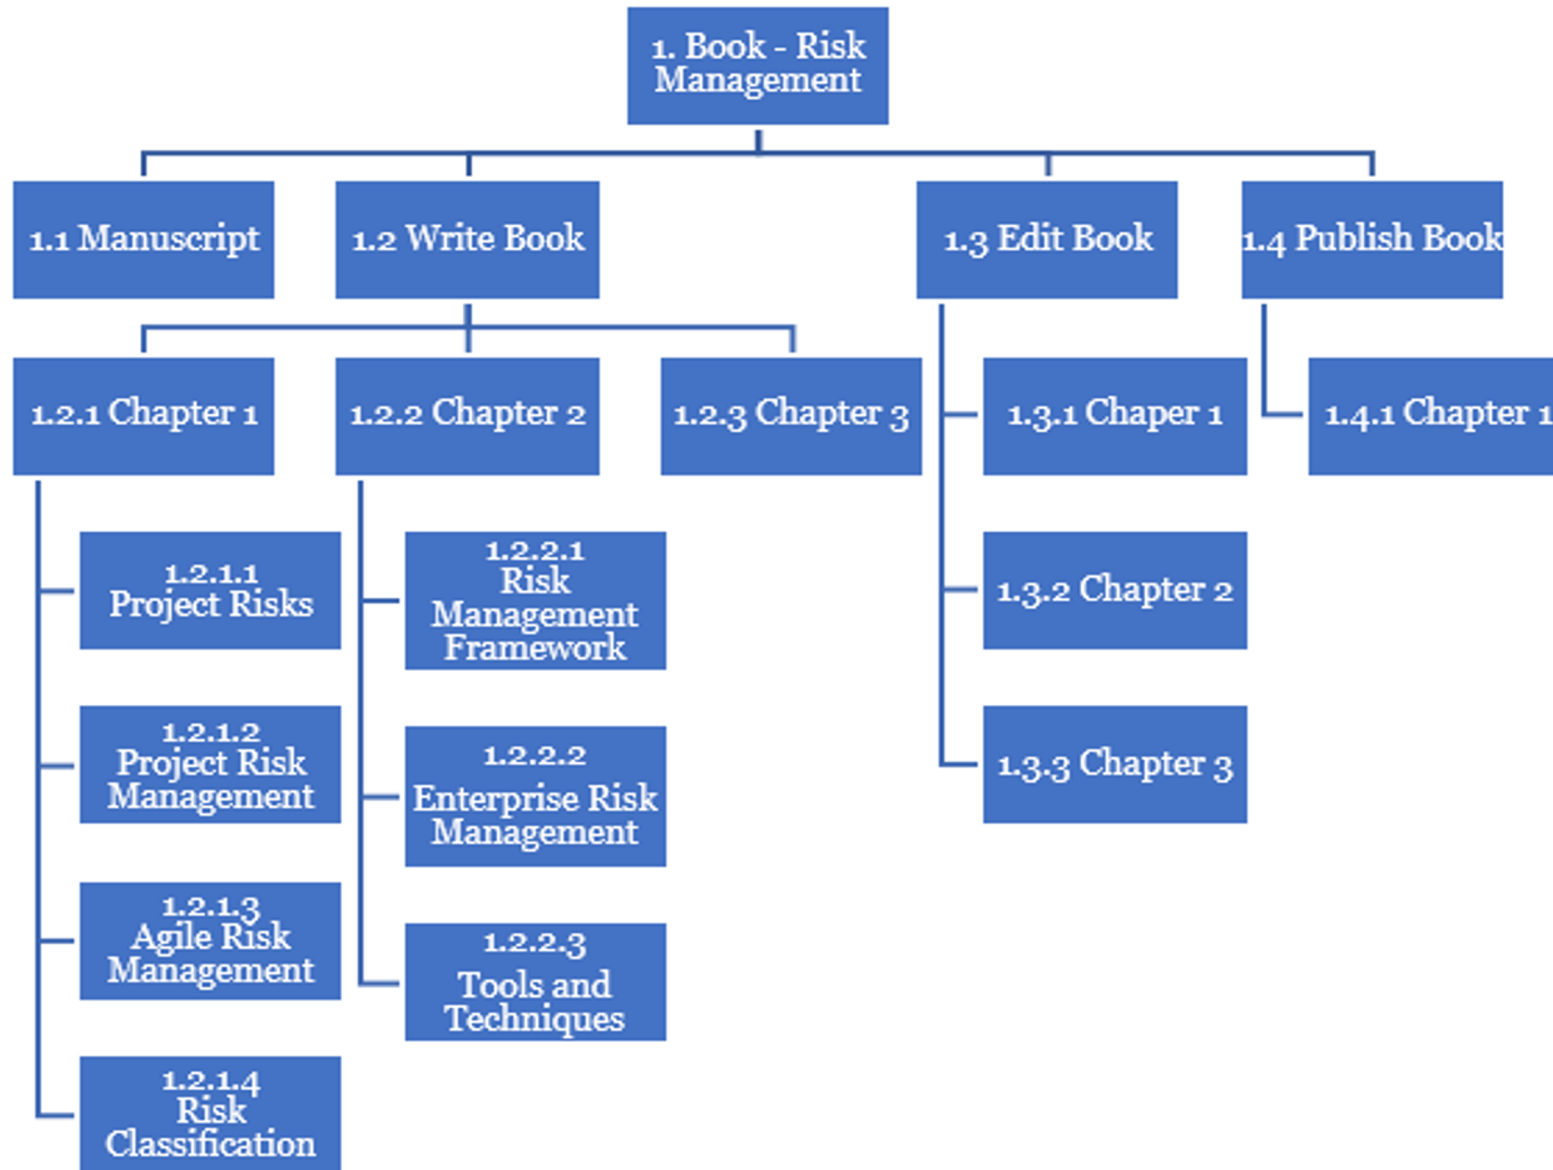 1. Book - Risk
Management
1.1 Manuscript
1.2 Write Book
1.3 Edit Book
1.4 Publish Book
1.2.1 Chapter 1
1.2.2 Chapter 2
1.2.3 Chapter 3
1.3.1 Chaper 1
1.4.1 Chapter 1
1.2.1.1
Project Risks
1.2.2.1
Risk
Management
Framework
1.3.2 Chapter 2
1.2.1.2
Project Risk
Management
1.2.2.2
Enterprise Risk
Management
1.3.3 Chapter 3
1.2.1.3
Agile Risk
Management
1.2.2.3
Tools and
Techniques
1.2.1.4
Risk
Classification